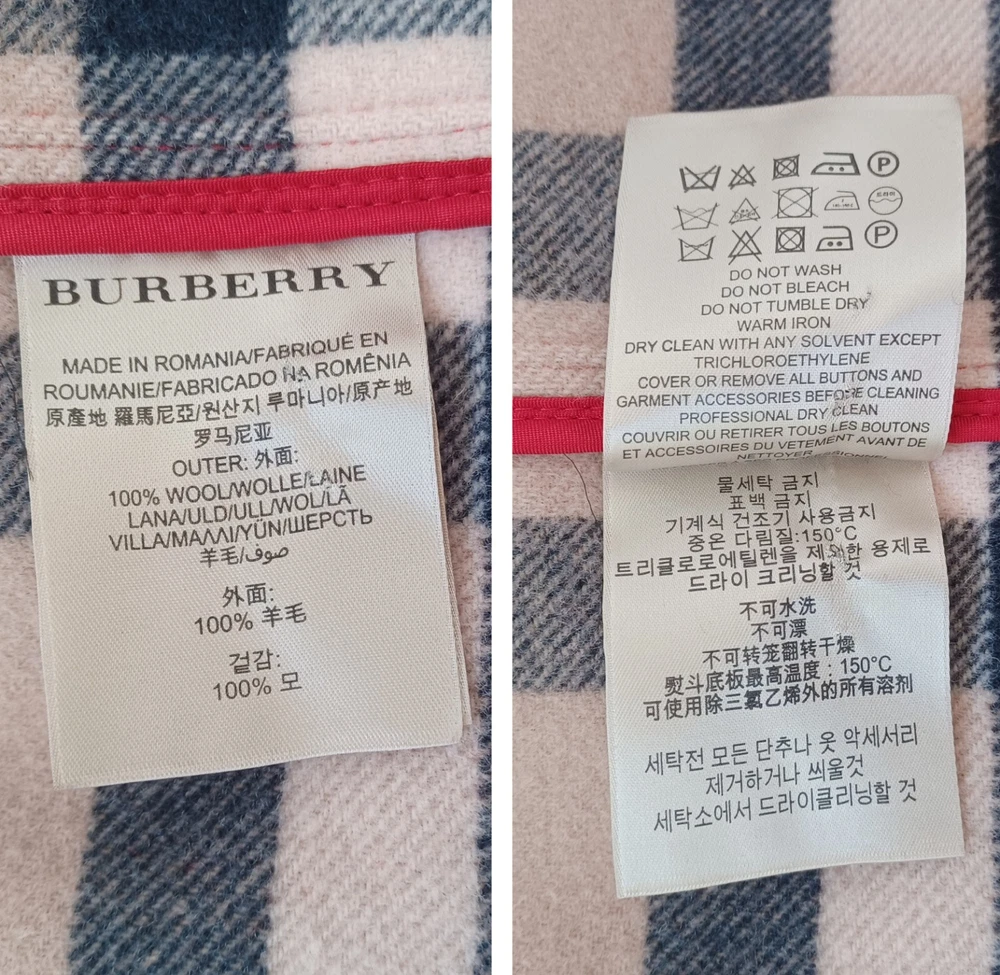 BURBERRY
MADE IN ROMANIA/FABRIQUÉ EN
ROUMANIE/FABRICADO NA ROMÊNIA
原產地 羅馬尼亞/원산지 루마니아/原产地
罗马尼亚
OUTER: 外面:
100% WOOL/WOLLE/LAINE
LANA/ULD/ULL/WOL/LÃ
VILLA/ΜΑΛΛΙ/YÜN/ШЕРСТЬ
羊毛/صوف
外面:
100% 羊毛
겉감:
100% 모
P
P
DO NOT WASH
DO NOT BLEACH
DO NOT TUMBLE DRY
WARM IRON
DRY CLEAN WITH ANY SOLVENT EXCEPT
TRICHLOROETHYLENE
COVER OR REMOVE ALL BUTTONS AND
GARMENT ACCESSORIES BEFORE CLEANING
PROFESSIONAL DRY CLEAN
COUVRIR OU RETIRER TOUS LES BOUTONS
ET ACCESSOIRES DU VETEMENT AVANT DE
NETTOYER
물세탁 금지
표백 금지
기계식 건조기 사용금지
중온 다림질:150°C
트리클로로에틸렌을 제외한 용제로
드라이 크리닝할 것
不可水洗
不可漂
不可转笼翻转干燥
熨斗底板最高温度：150°C
可使用除三氯乙烯外的所有溶剂
세탁전 모든 단추나 옷 악세서리
제거하거나 씌울것
세탁소에서 드라이클리닝할 것